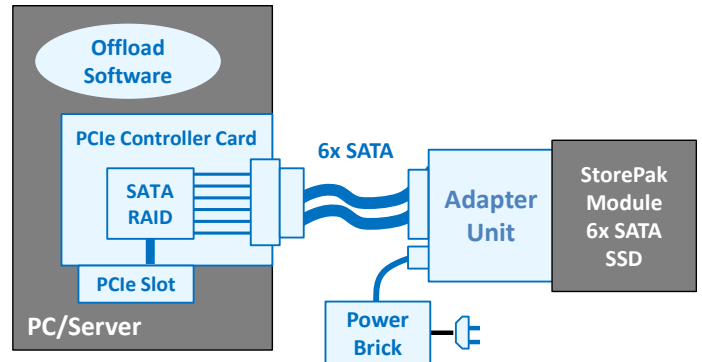 Offload
Software
PCIe Controller Card
SATA
RAID
PCIe Slot
PC/Server
6x SATA
Adapter
Unit
Power
Brick
StorePak
Module
6x SATA
SSD